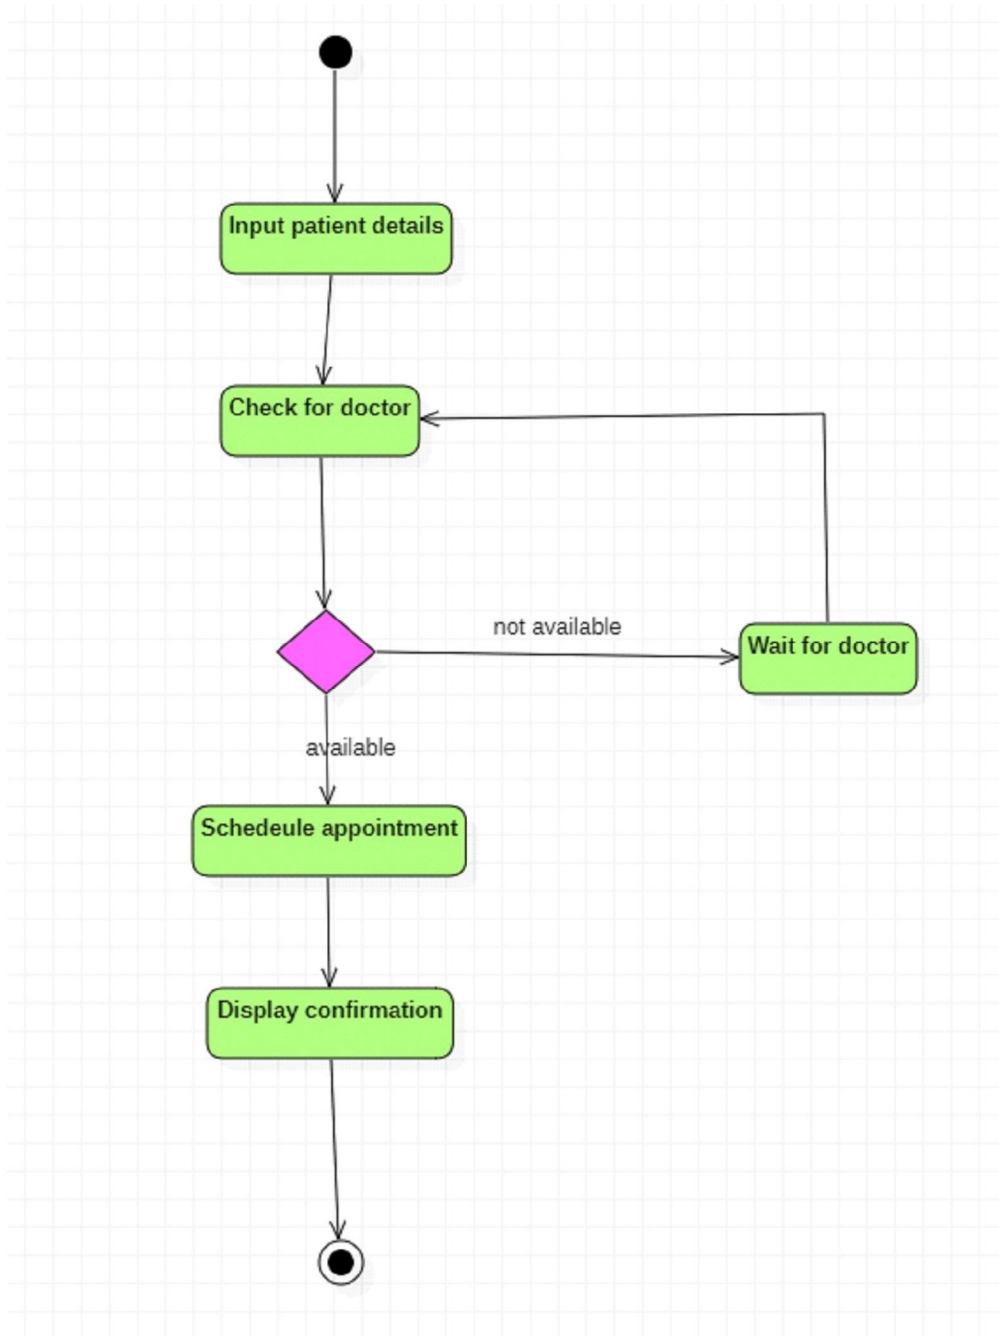 Input patient details
Check for doctor
not available
Wait for doctor
available
Schedeule appointment
Display confirmation